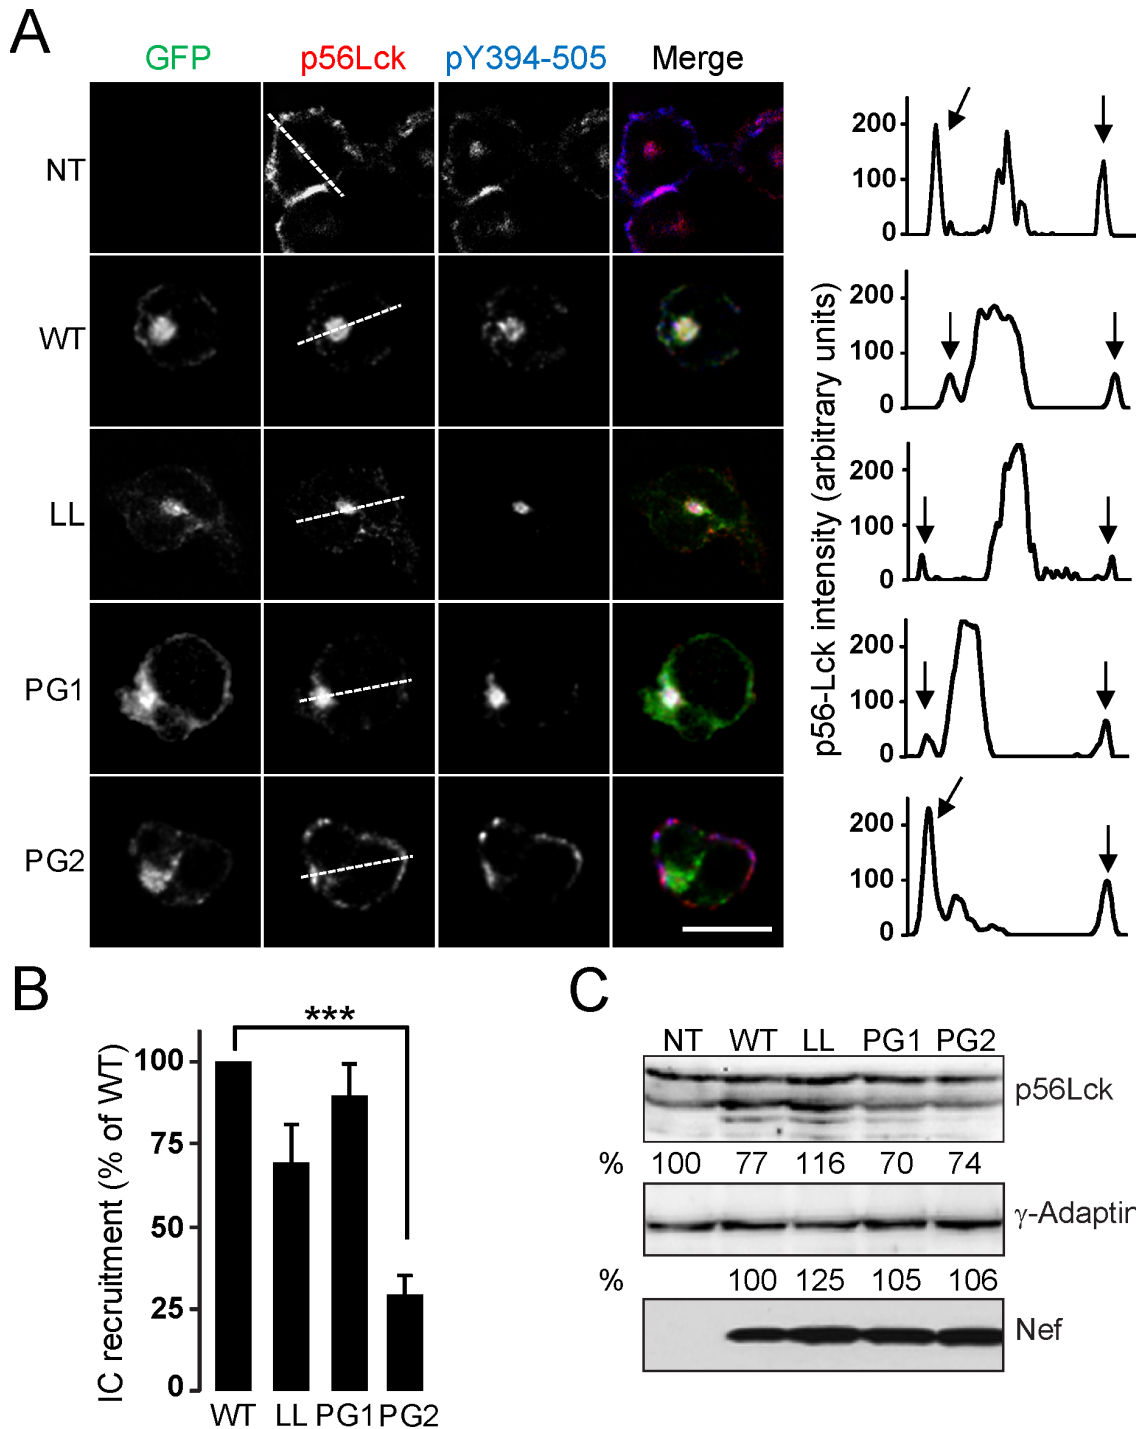 A
GFP p56Lck pY394-505 Merge
NT
WT
LL
PG1
PG2
p56-Lck intensity (arbitrary units)
200
100
0
200
100
0
200
100
0
200
100
0
200
100
0
B
IC recruitment (% of WT)
100
75
50
25
0
***
WT LL PG1 PG2
C
NT WT LL PG1 PG2
p56Lck
% 100 77 116 70 74
γ-Adaptin
% 100 125 105 106
Nef